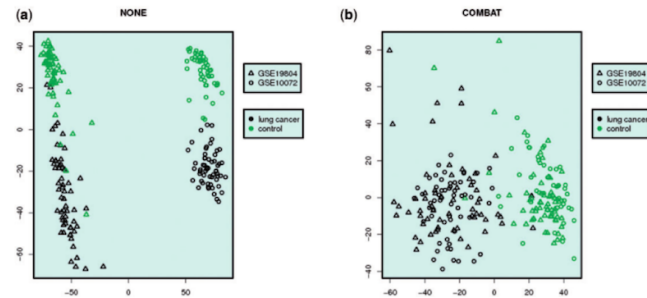 (a) NONE
40
20
0
−20
−40
−60
−50 0 50
GSE19804
GSE10072
lung cancer
control
(b) COMBAT
80
60
40
20
0
−20
−40
−60 −40 −20 0 20 40
GSE19804
GSE10072
lung cancer
control